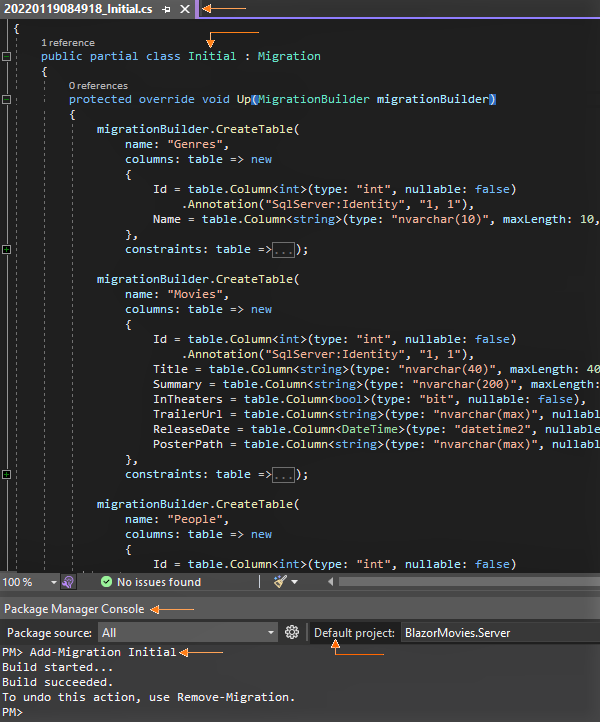 20220119084918_Initial.cs
{
1 reference
public partial class Initial : Migration
{
0 references
protected override void Up(MigrationBuilder migrationBuilder)
{
migrationBuilder.CreateTable(
name: "Genres",
columns: table => new
{
Id = table.Column<int>(type: "int", nullable: false)
.Annotation("SqlServer:Identity", "1, 1"),
Name = table.Column<string>(type: "nvarchar(10)", maxLength: 10,
},
constraints: table =>...);
migrationBuilder.CreateTable(
name: "Movies",
columns: table => new
{
Id = table.Column<int>(type: "int", nullable: false)
.Annotation("SqlServer:Identity", "1, 1"),
Title = table.Column<string>(type: "nvarchar(40)", maxLength: 40
Summary = table.Column<string>(type: "nvarchar(200)", maxLength:
InTheaters = table.Column<bool>(type: "bit", nullable: false),
TrailerUrl = table.Column<string>(type: "nvarchar(max)", nullabl
ReleaseDate = table.Column<DateTime>(type: "datetime2", nullable
PosterPath = table.Column<string>(type: "nvarchar(max)", nullabl
},
constraints: table =>...);
migrationBuilder.CreateTable(
name: "People",
columns: table => new
{
Id = table.Column<int>(type: "int", nullable: false)
100 %
No issues found
Package Manager Console
Package source: All Default project: BlazorMovies.Server
PM> Add-Migration Initial
Build started...
Build succeeded.
To undo this action, use Remove-Migration.
PM>